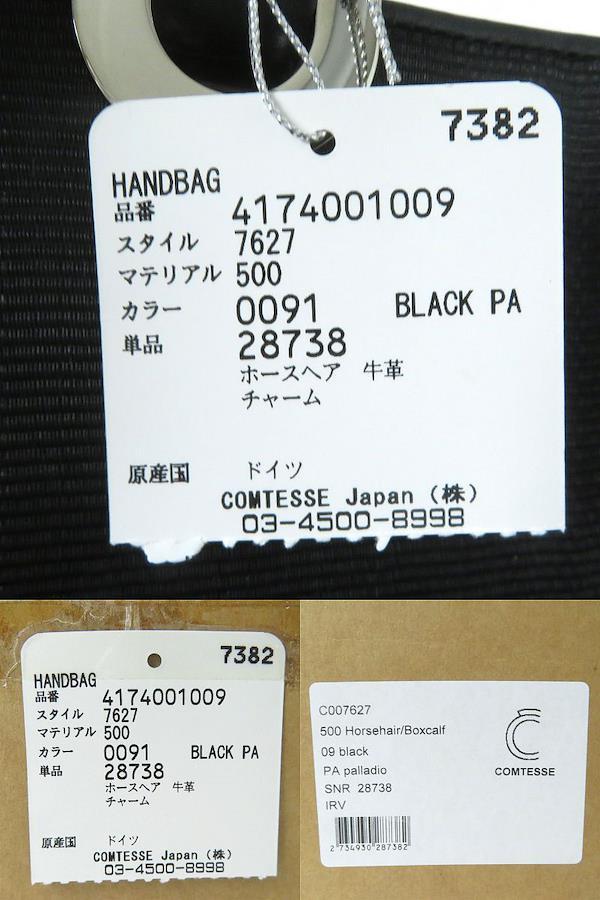 7382
HANDBAG
品番 4174001009
スタイル 7627
マテリアル 500
カラー 0091 BLACK PA
単品 28738
ホースヘア 牛革
チャーム
原産国 ドイツ
COMTESSE Japan (株)
03-4500-8998
7382
HANDBAG
品番 4174001009
スタイル 7627
マテリアル 500
カラー 0091 BLACK PA
単品 28738
ホースヘア 牛革
チャーム
原産国 ドイツ
COMTESSE Japan (株)
03-4500-8998
C007627
500 Horsehair/Boxcalf
09 black
PA palladio
SNR 28738
IRV
2 734930 287382
COMTESSE